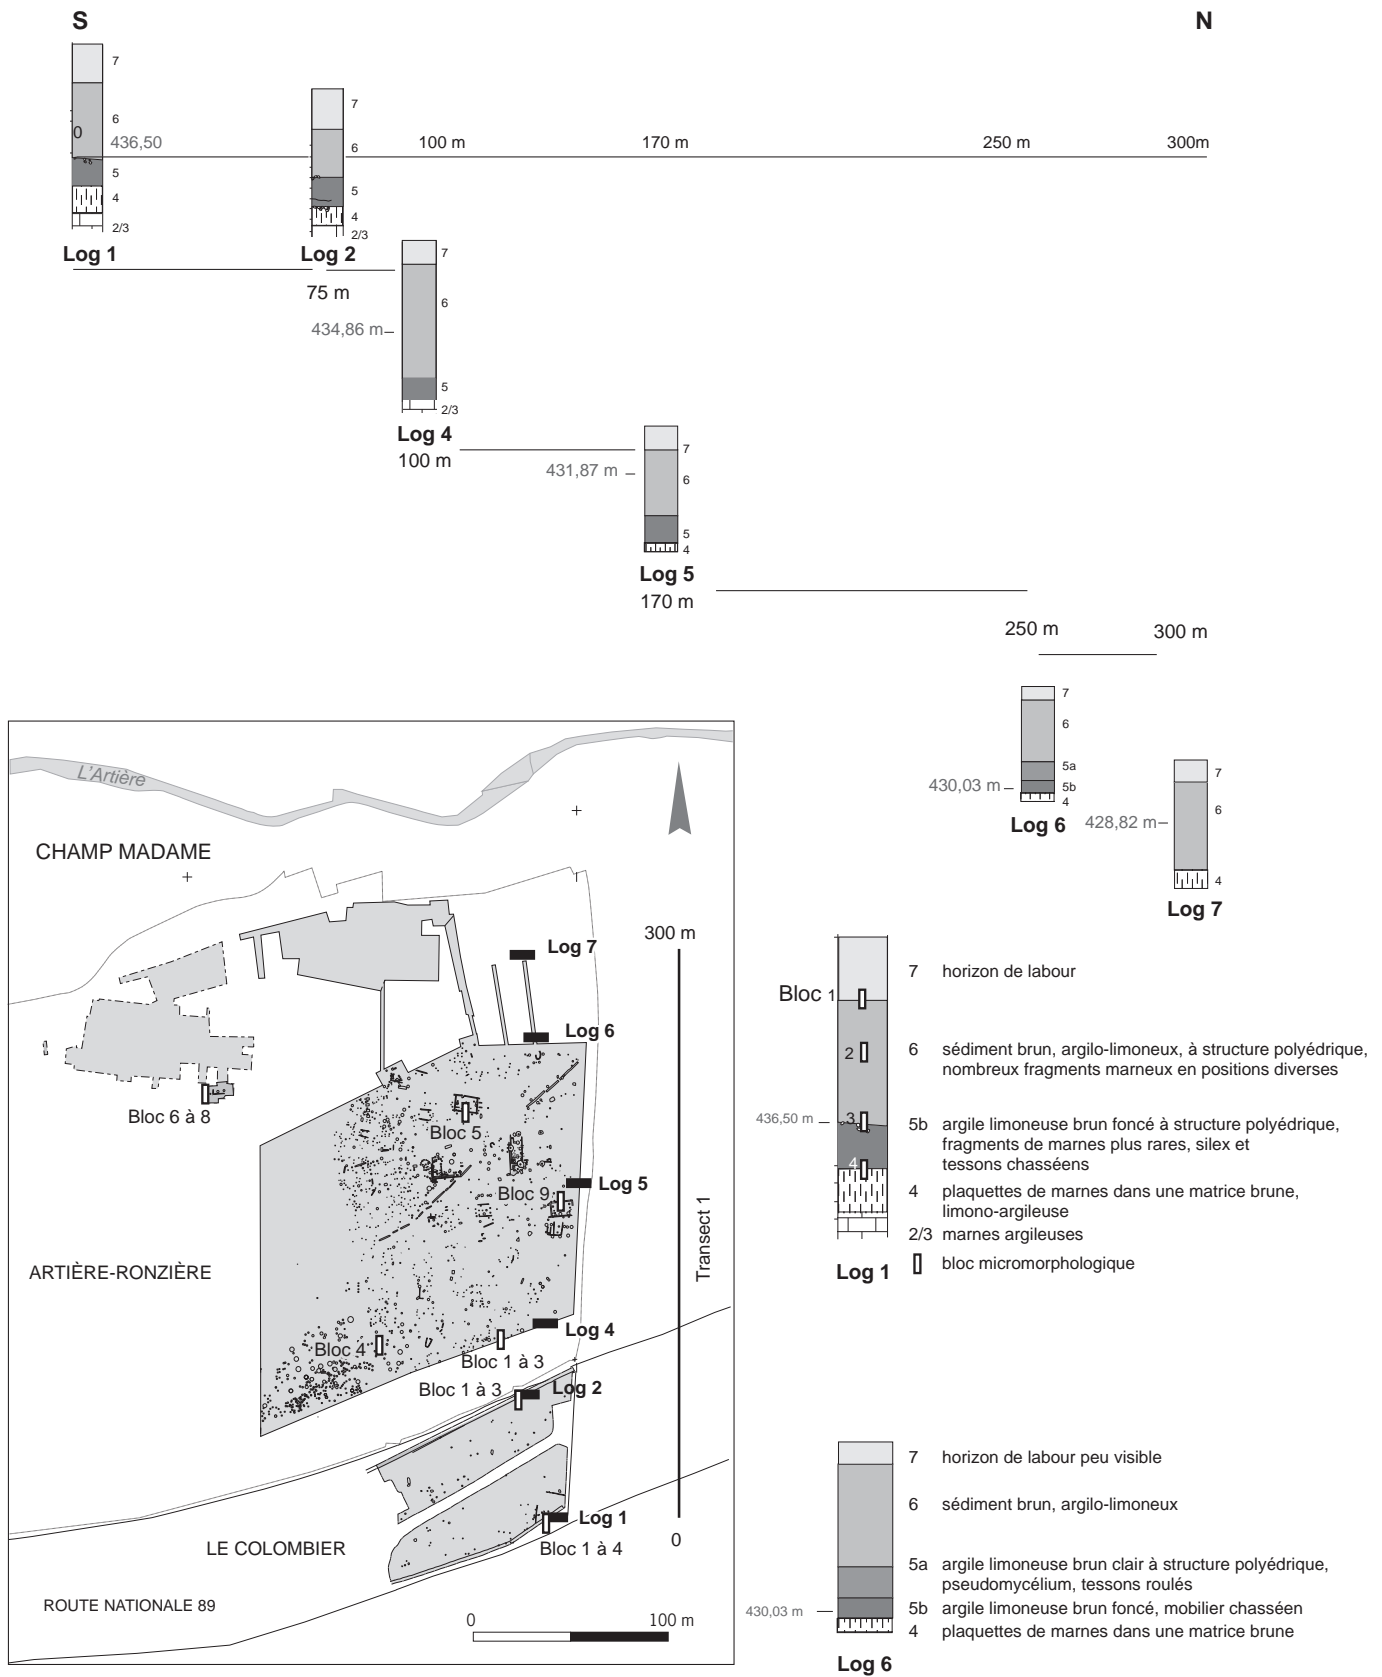 S
N
7
6
0
436,50
5
4
2/3
Log 1
7
6
5
4
2/3
Log 2
75 m
100 m
170 m
250 m
300m
7
6
434,86 m
5
2/3
Log 4
100 m
7
431,87 m
6
5
4
Log 5
170 m
250 m
300 m
7
6
5a
430,03 m
5b
4
Log 6
7
6
428,82 m
4
Log 7
L'Artière
CHAMP MADAME
300 m
Log 7
Log 6
Bloc 6 à 8
Bloc 5
Log 5
Bloc 9
Transect 1
ARTIÈRE-RONZIÈRE
Log 4
Bloc 4
Bloc 1 à 3
Bloc 1 à 3
Log 2
Log 1
0
LE COLOMBIER
Bloc 1 à 4
ROUTE NATIONALE 89
0
100 m
7 horizon de labour
Bloc 1
2
6 sédiment brun, argilo-limoneux, à structure polyédrique,
nombreux fragments marneux en positions diverses
436,50 m
3
5b argile limoneuse brun foncé à structure polyédrique,
fragments de marnes plus rares, silex et
tessons chasséens
4
4 plaquettes de marnes dans une matrice brune,
limono-argileuse
2/3 marnes argileuses
bloc micromorphologique
Log 1
7 horizon de labour peu visible
6 sédiment brun, argilo-limoneux
5a argile limoneuse brun clair à structure polyédrique,
pseudomycélium, tessons roulés
430,03 m
5b argile limoneuse brun foncé, mobilier chasséen
4 plaquettes de marnes dans une matrice brune
Log 6